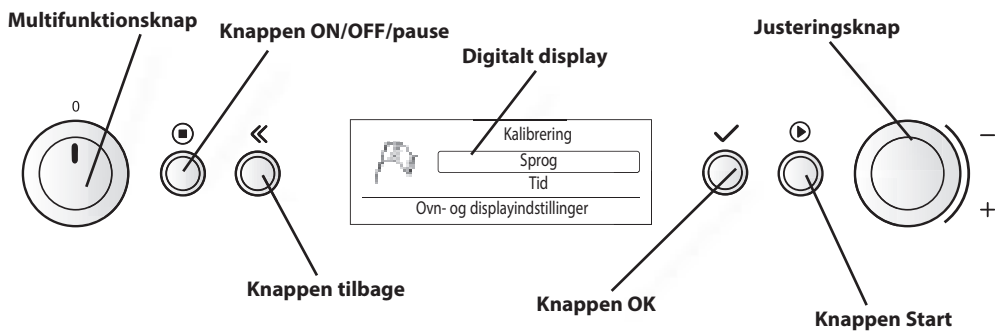 Multifunktionsknap
Knappen ON/OFF/pause
Digitalt display
Justeringsknap
0
Kalibrering
Sprog
Tid
Ovn- og displayindstillinger
−
+
Knappen tilbage
Knappen OK
Knappen Start